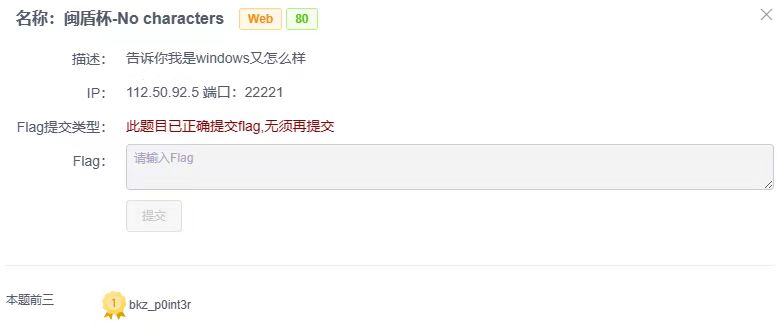 名称：闽盾杯-No characters Web 80
描述： 告诉你我是windows又怎么样
IP： 112.50.92.5 端口：22221
Flag提交类型： 此题目已正确提交flag,无须再提交
Flag： 请输入Flag
提交
本题前三 1 bkz_p0int3r